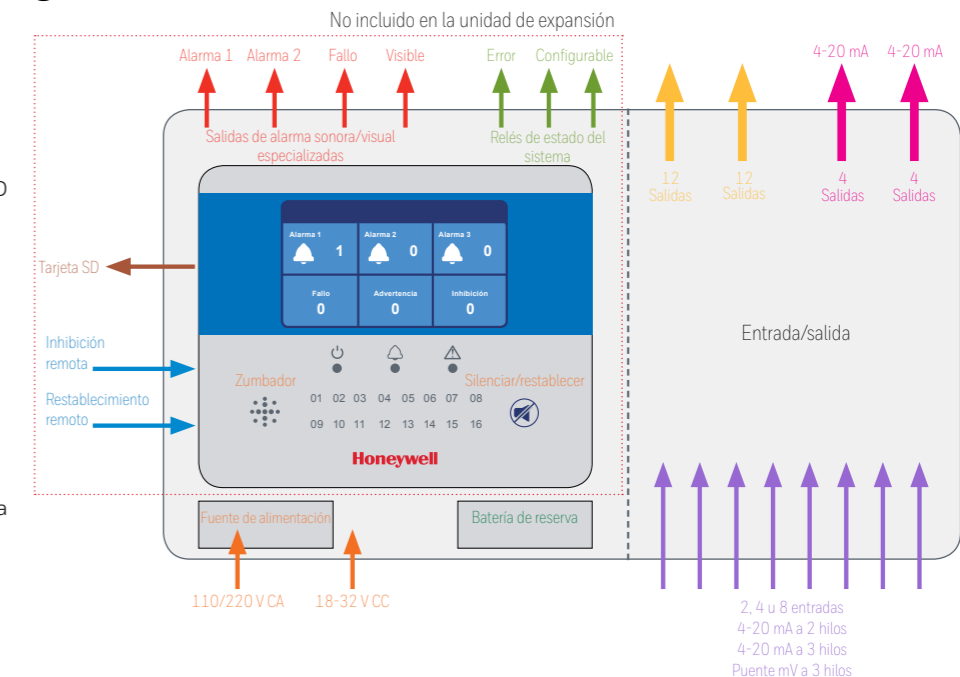 No incluido en la unidad de expansión
Alarma 1 Alarma 2 Fallo Visible Error Configurable
4-20 mA 4-20 mA
Salidas de alarma sonora/visual
especializadas
Relés de estado del
sistema
12
Salidas
12
Salidas
4
Salidas
4
Salidas
Alarma 1
1
Alarma 2
0
Alarma 3
0
Fallo
0
Advertencia
0
Inhibición
0
Tarjeta SD
Inhibición
remota
Restablecimiento
remoto
Zumbador
Silenciar/restablecer
01 02 03 04 05 06 07 08
09 10 11 12 13 14 15 16
Honeywell
Entrada/salida
Fuente de alimentación
Batería de reserva
110/220 V CA
18-32 V CC
2, 4 u 8 entradas
4-20 mA a 2 hilos
4-20 mA a 3 hilos
Puente mV a 3 hilos